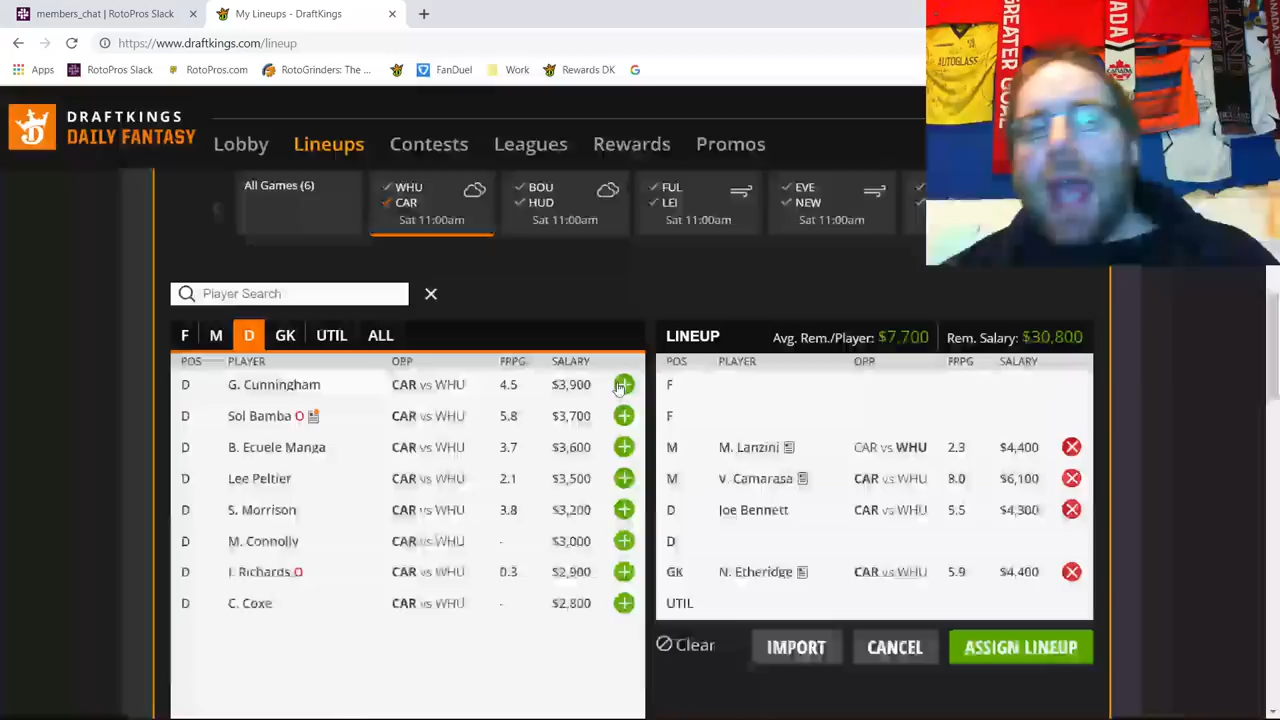 members_chat | RotoPros Slack
My Lineups - DraftKings
https://www.draftkings.com/lineup
Apps
RotoPros Slack
RotoPros.com
RotoGrinders: The ...
FanDuel
Work
Rewards DK
GREATER GOAL
CANADA
AUTOGLASS
DRAFTKINGS
DAILY FANTASY
Lobby
Lineups
Contests
Leagues
Rewards
Promos
All Games (6)
WHU
CAR
Sat 11:00am
BOU
HUD
Sat 11:00am
FUL
LEI
Sat 11:00am
EVE
NEW
Sat 11:00am
Player Search
F M D GK UTIL ALL
LINEUP Avg. Rem./Player: $7,700 Rem. Salary: $30,800
POS PLAYER OPP FPPG SALARY
D G. Cunningham CAR vs WHU 4.5 $3,900
D Sol Bamba O CAR vs WHU 5.8 $3,700
D B. Ecuele Manga CAR vs WHU 3.7 $3,600
D Lee Peltier CAR vs WHU 2.1 $3,500
D S. Morrison CAR vs WHU 3.8 $3,200
D M. Connolly CAR vs WHU - $3,000
D J. Richards O CAR vs WHU 0.3 $2,900
D C. Coxe CAR vs WHU - $2,800
POS PLAYER OPP FPPG SALARY
F
F
M M. Lanzini CAR vs WHU 2.3 $4,400
M V. Camarasa CAR vs WHU 8.0 $6,100
D Joe Bennett CAR vs WHU 5.5 $4,300
D
GK N. Etheridge CAR vs WHU 5.9 $4,400
UTIL
Clear
IMPORT
CANCEL
ASSIGN LINEUP